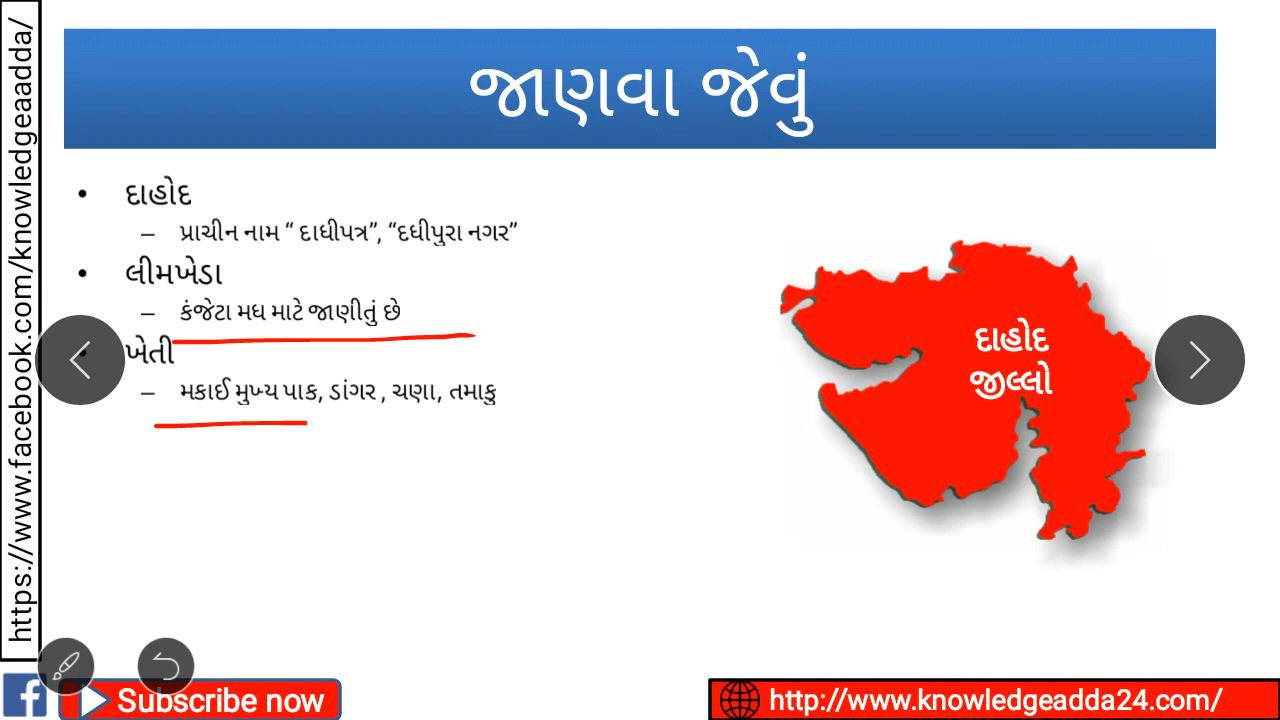 https://www.facebook.com/knowledgeaadda/
જાણવા જેવું
• દાહોદ
– પ્રાચીન નામ “ દાધીપત્ર”, “દધીપુરા નગર”
• લીમખેડા
– કંજેટા મધ માટે જાણીતું છે
• ખેતી
– મકાઈ મુખ્ય પાક, ડાંગર , ચણા, તમાકુ
દાહોદ
જીલ્લો
Subscribe now
http://www.knowledgeadda24.com/